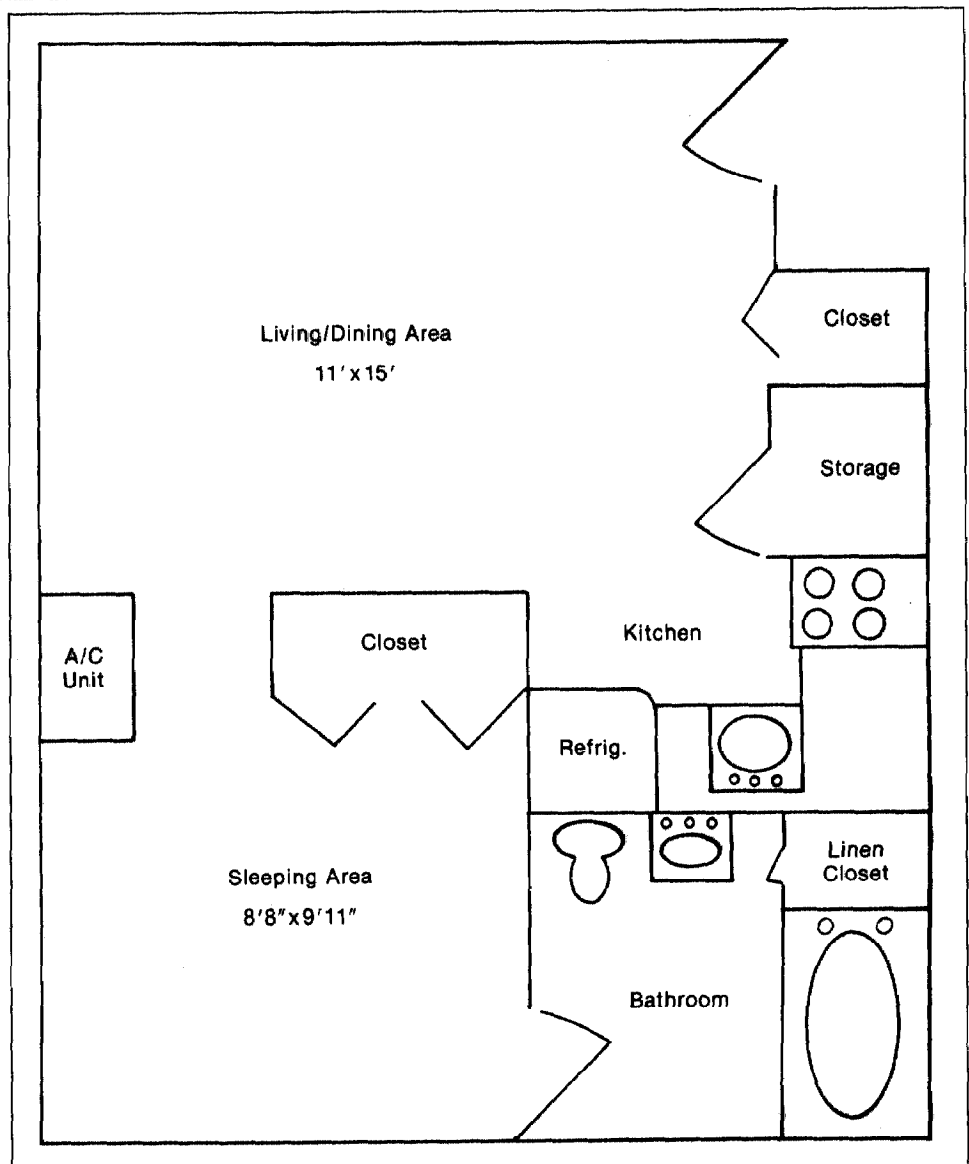 Closet
Living/Dining Area
11'x15'
Storage
Kitchen
Closet
A/C
Unit
Refrig.
Linen
Closet
Sleeping Area
8'8"x9'11"
Bathroom